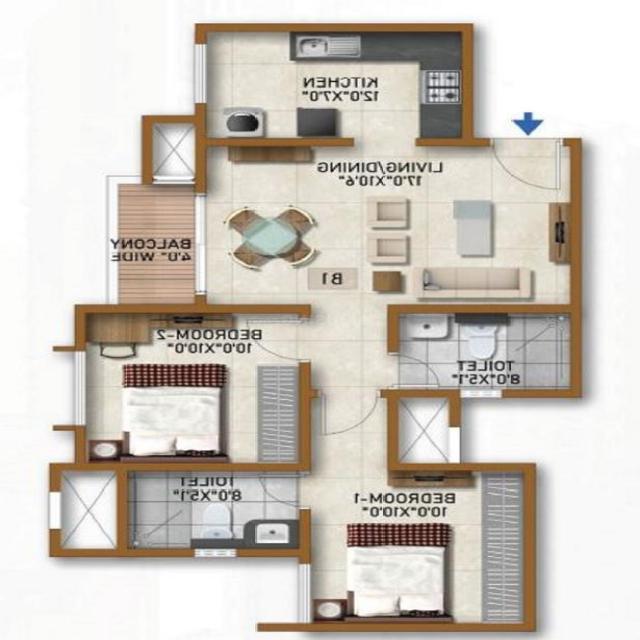 KITCHEN
12'0"X7'0"
LIVING/DINING
17'0"X10'6"
BALCONY
4'0" WIDE
B1
BEDROOM-2
10'0"X10'0"
TOILET
8'0"X5'1"
TOILET
8'0"X5'1"
BEDROOM-1
10'0"X10'0"